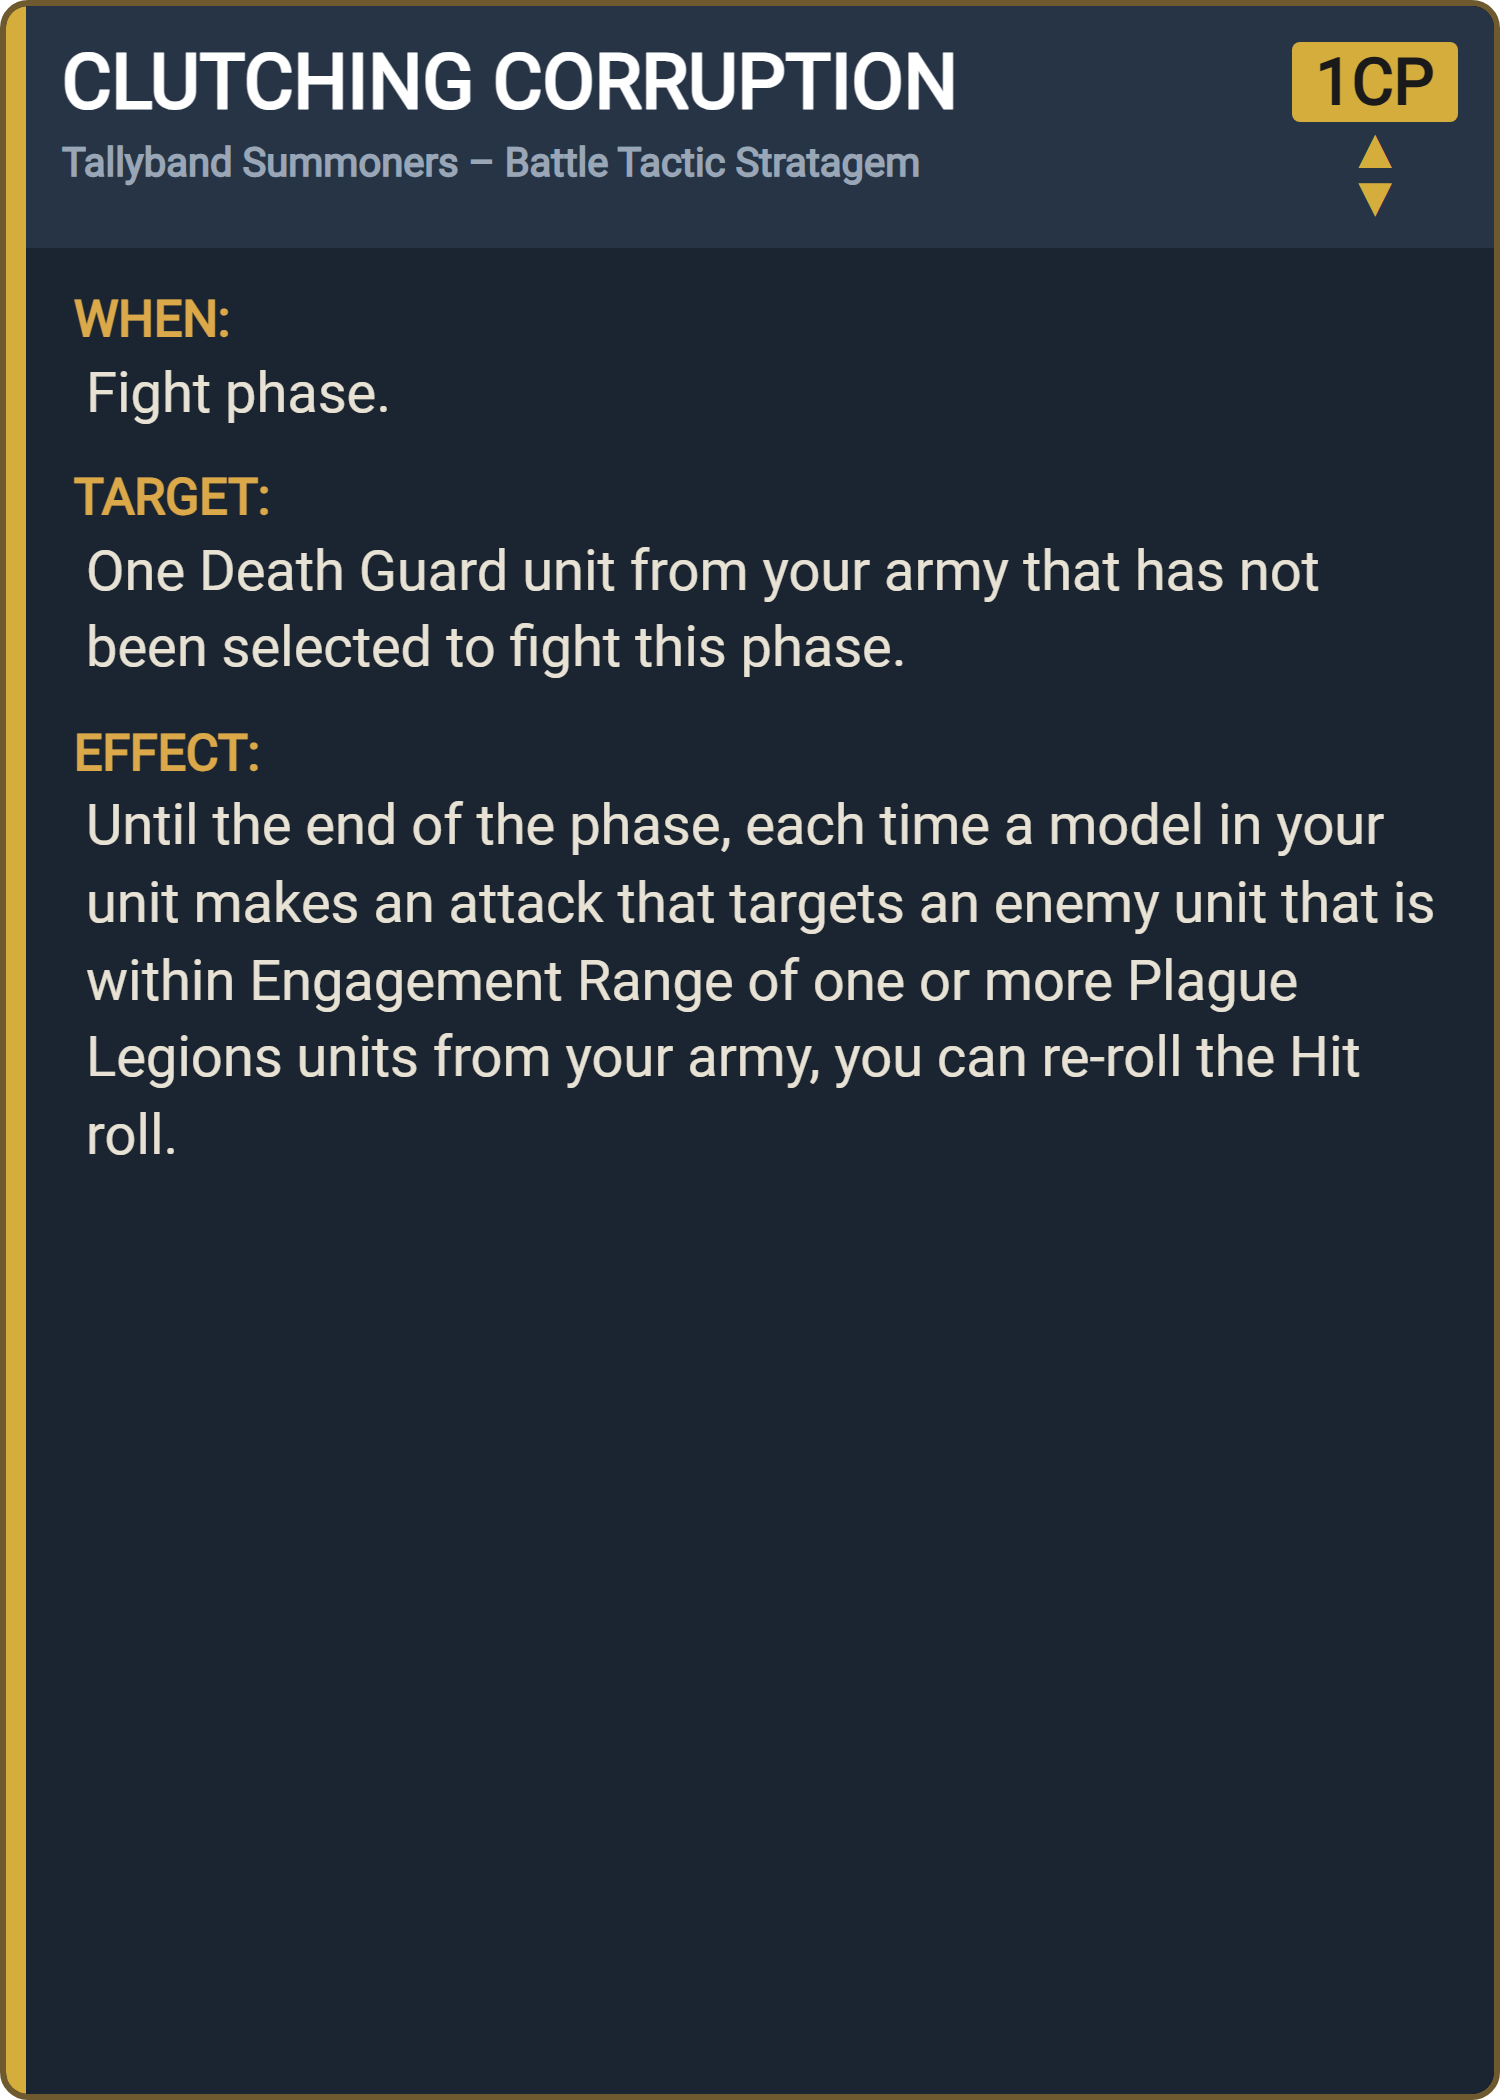 CLUTCHING CORRUPTION
1CP
Tallyband Summoners – Battle Tactic Stratagem
▲
▼
WHEN:
Fight phase.
TARGET:
One Death Guard unit from your army that has not
been selected to fight this phase.
EFFECT:
Until the end of the phase, each time a model in your
unit makes an attack that targets an enemy unit that is
within Engagement Range of one or more Plague
Legions units from your army, you can re-roll the Hit
roll.